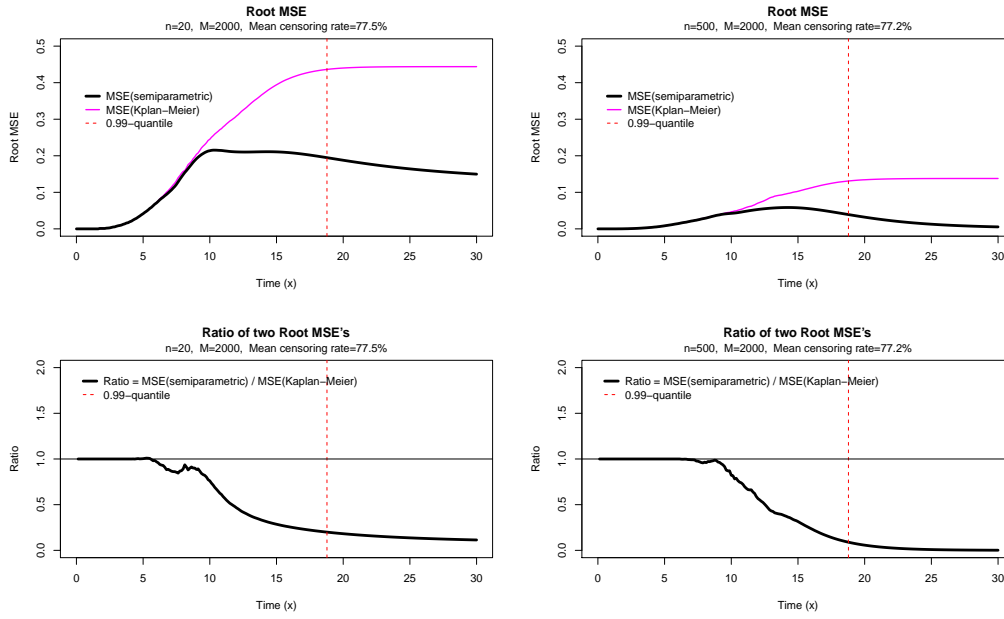 Root MSE
n=20,  M=2000,  Mean censoring rate=77.5%
Root MSE
0.0 0.1 0.2 0.3 0.4 0.5
MSE(semiparametric)
MSE(Kplan−Meier)
0.99−quantile
0 5 10 15 20 25 30
Time (x)
Root MSE
n=500,  M=2000,  Mean censoring rate=77.2%
Root MSE
0.0 0.1 0.2 0.3 0.4 0.5
MSE(semiparametric)
MSE(Kplan−Meier)
0.99−quantile
0 5 10 15 20 25 30
Time (x)
Ratio of two Root MSE's
n=20,  M=2000,  Mean censoring rate=77.5%
Ratio
0.0 0.5 1.0 1.5 2.0
Ratio = MSE(semiparametric) / MSE(Kaplan−Meier)
0.99−quantile
0 5 10 15 20 25 30
Time (x)
Ratio of two Root MSE's
n=500,  M=2000,  Mean censoring rate=77.2%
Ratio
0.0 0.5 1.0 1.5 2.0
Ratio = MSE(semiparametric) / MSE(Kaplan−Meier)
0.99−quantile
0 5 10 15 20 25 30
Time (x)